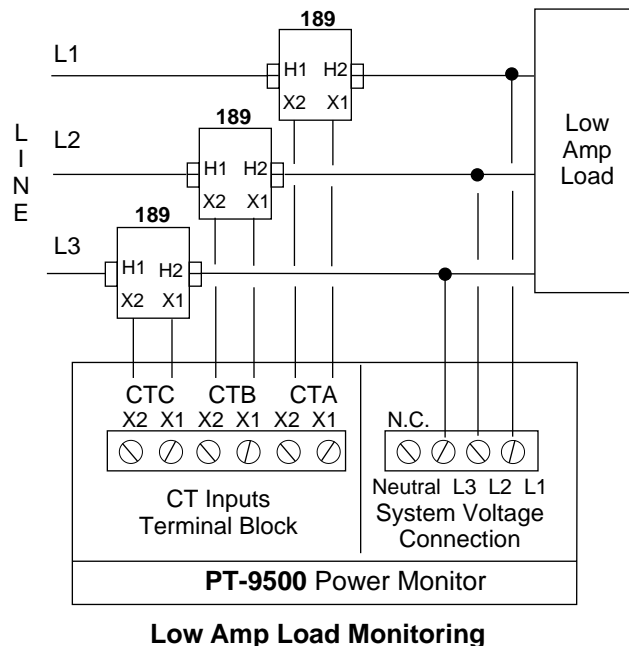 189
L1
H1 H2
X2 X1
189
L2
H1 H2
X2 X1
189
L3
H1 H2
X2 X1
LINE
Low
Amp
Load
CTC CTB CTA
X2 X1 X2 X1 X2 X1
CT Inputs
Terminal Block
N.C.
Neutral L3 L2 L1
System Voltage
Connection
PT-9500 Power Monitor
Low Amp Load Monitoring